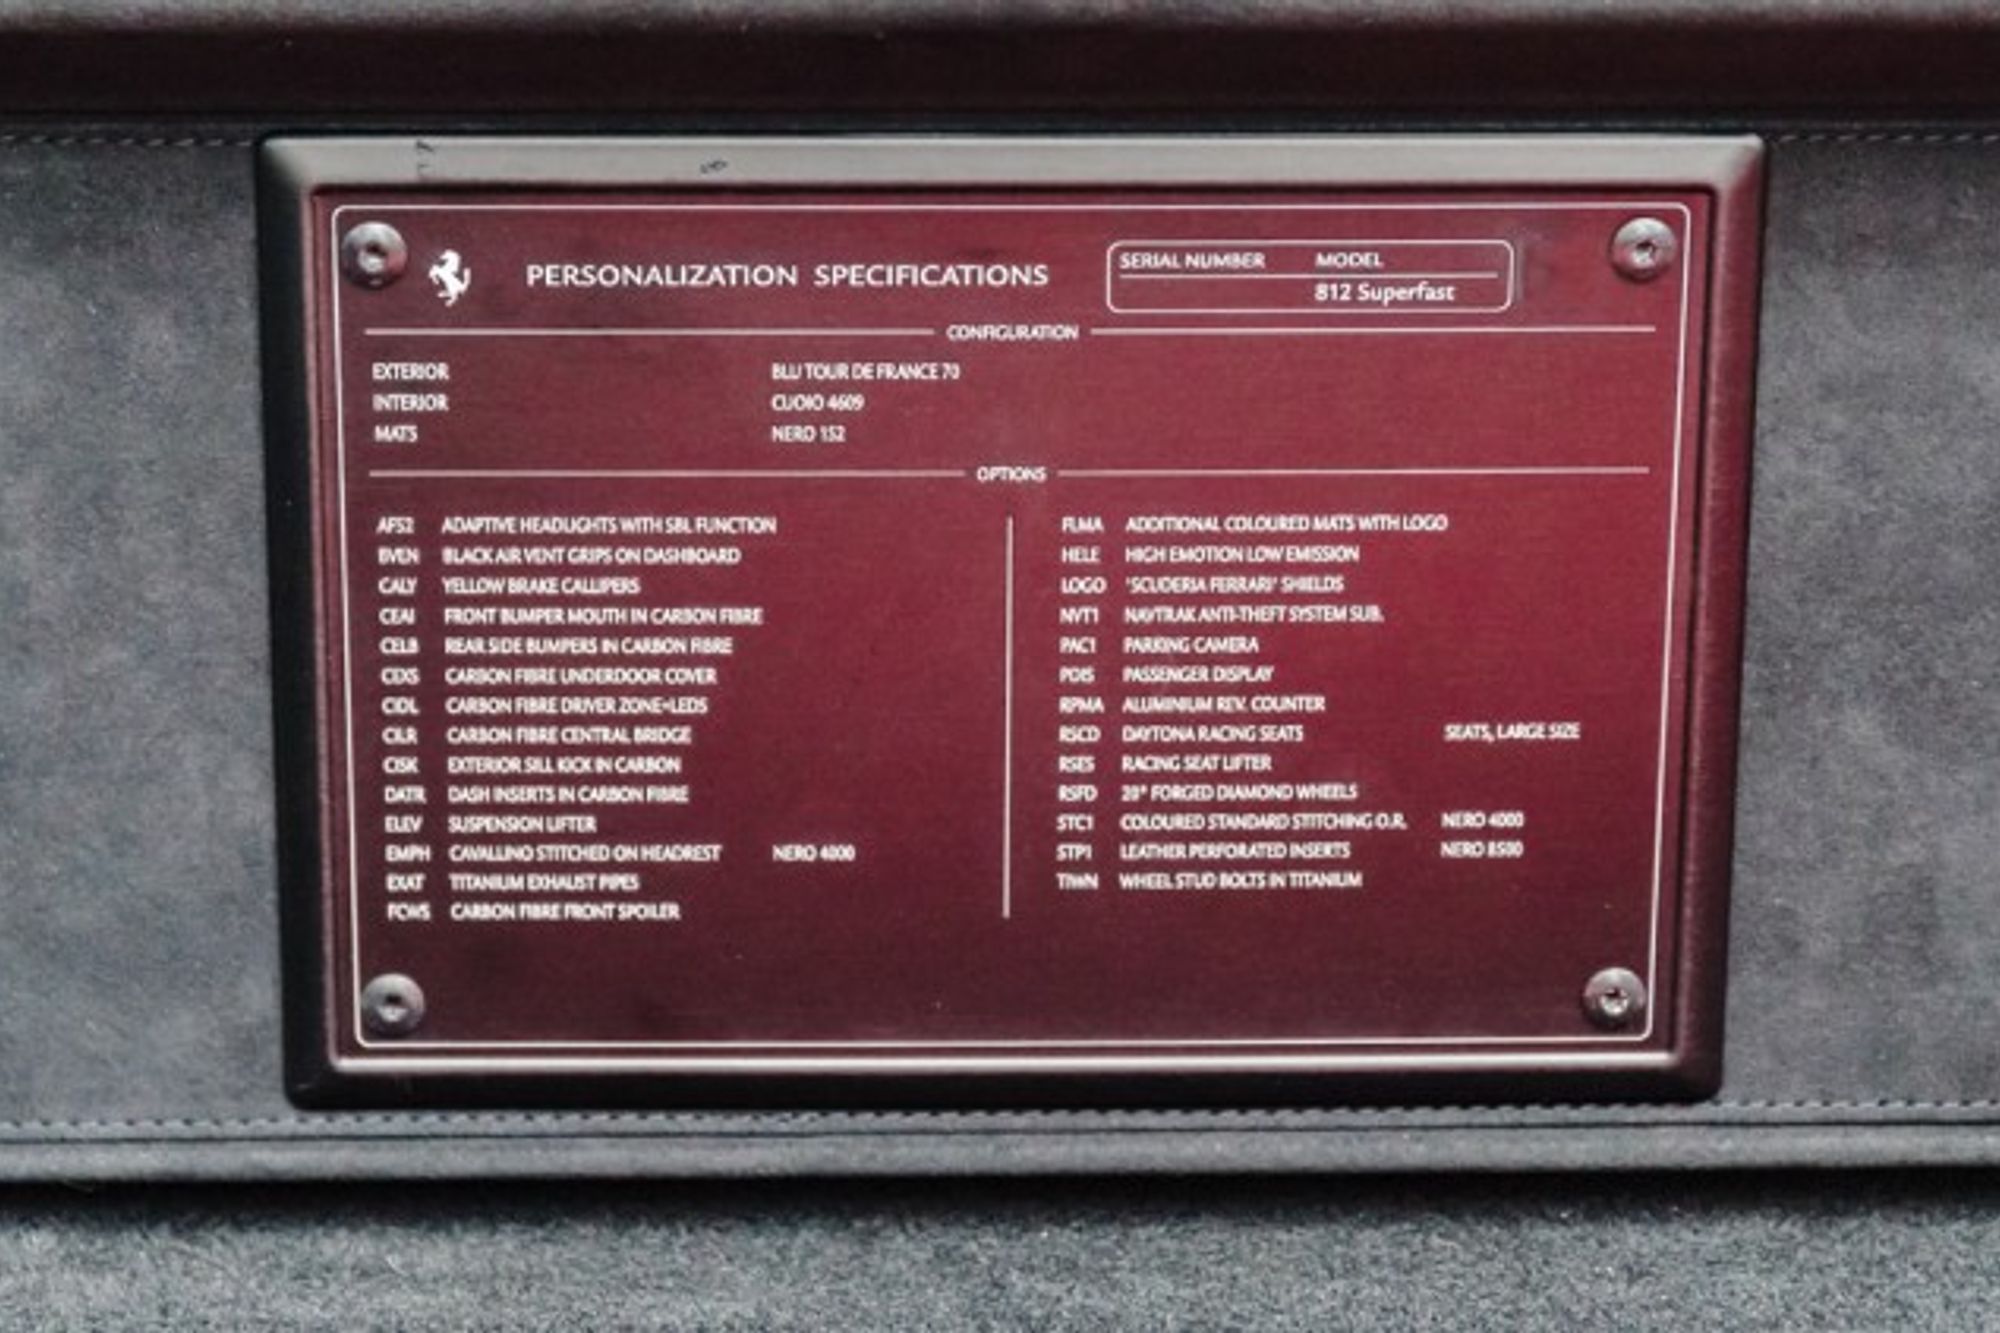 PERSONALIZATION SPECIFICATIONS
SERIAL NUMBER MODEL
812 Superfast
CONFIGURATION
EXTERIOR BLU TOUR DE FRANCE 70
INTERIOR CUOIO 4609
MATS NERO 152
OPTIONS
AFS2 ADAPTIVE HEADLIGHTS WITH SBL FUNCTION
BVEN BLACK AIR VENT GRIPS ON DASHBOARD
CALY YELLOW BRAKE CALLIPERS
CEAI FRONT BUMPER MOUTH IN CARBON FIBRE
CELB REAR SIDE BUMPERS IN CARBON FIBRE
CEXS CARBON FIBRE UNDERDOOR COVER
CIDL CARBON FIBRE DRIVER ZONE+LEDS
CILR CARBON FIBRE CENTRAL BRIDGE
CISK EXTERIOR SILL KICK IN CARBON
DATR DASH INSERTS IN CARBON FIBRE
ELEV SUSPENSION LIFTER
EMPH CAVALLINO STITCHED ON HEADREST NERO 4000
EXAT TITANIUM EXHAUST PIPES
FCWS CARBON FIBRE FRONT SPOILER
FLMA ADDITIONAL COLOURED MATS WITH LOGO
HELE HIGH EMOTION LOW EMISSION
LOGO 'SCUDERIA FERRARI' SHIELDS
NVT1 NAVTRAK ANTI-THEFT SYSTEM SUB.
PAC1 PARKING CAMERA
PDIS PASSENGER DISPLAY
RPMA ALUMINIUM REV. COUNTER
RSCD DAYTONA RACING SEATS SEATS, LARGE SIZE
RSES RACING SEAT LIFTER
RSFD 20" FORGED DIAMOND WHEELS
STC1 COLOURED STANDARD STITCHING O.R. NERO 4000
STP1 LEATHER PERFORATED INSERTS NERO 8500
TIWN WHEEL STUD BOLTS IN TITANIUM